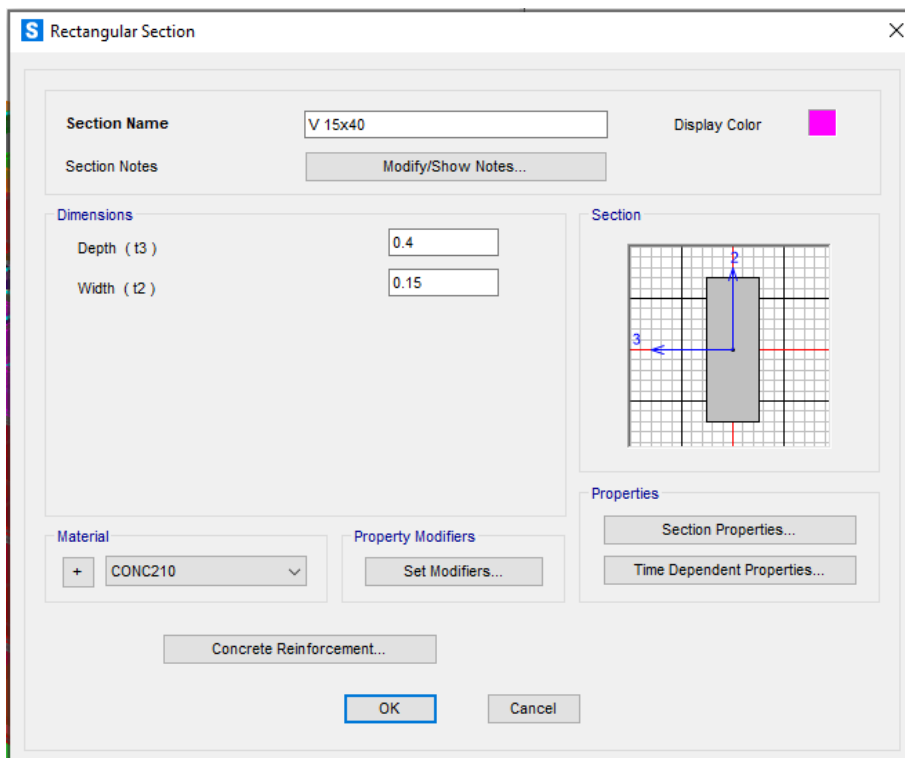 S Rectangular Section
Section Name V 15x40 Display Color
Section Notes Modify/Show Notes...
Dimensions
Depth ( t3 ) 0.4
Width ( t2 ) 0.15
Section
2
3
Properties
Section Properties...
Time Dependent Properties...
Material
+ CONC210
Property Modifiers
Set Modifiers...
Concrete Reinforcement...
OK Cancel